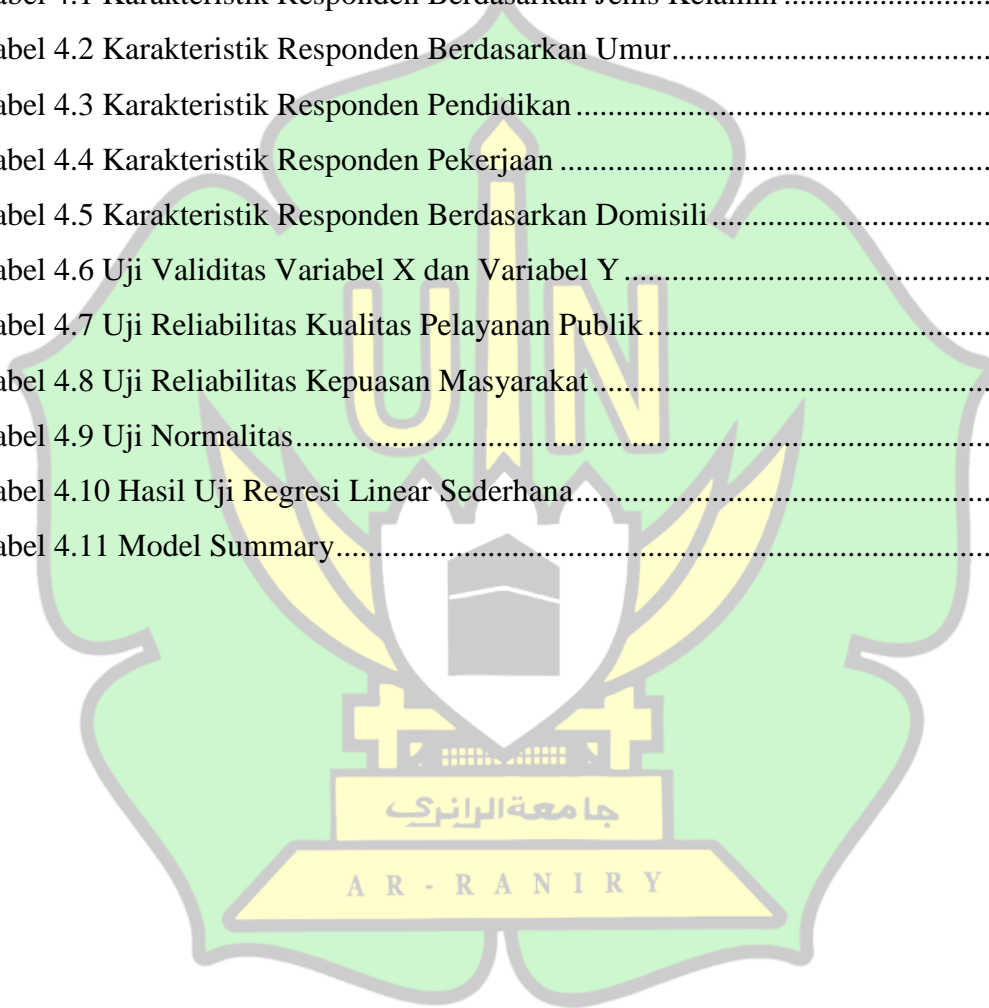 abel 4.1 Karakteristik Responden Berdasarkan Jenis Kelamin ..............................
abel 4.2 Karakteristik Responden Berdasarkan Umur..............................................
abel 4.3 Karakteristik Responden Pendidikan ............................................................
abel 4.4 Karakteristik Responden Pekerjaan ..............................................................
abel 4.5 Karakteristik Responden Berdasarkan Domisili........................................
abel 4.6 Uji Validitas Variabel X dan Variabel Y.................................................
abel 4.7 Uji Reliabilitas Kualitas Pelayanan Publik..................................................
abel 4.8 Uji Reliabilitas Kepuasan Masyarakat..........................................................
abel 4.9 Uji Normalitas..........................................................................................................
abel 4.10 Hasil Uji Regresi Linear Sederhana............................................................
abel 4.11 Model Summary....................................................................................................
UIN
جامعة الرانري
AR-RANIRY